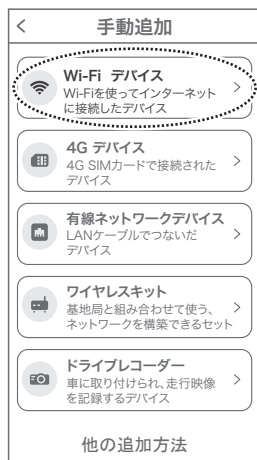 手動追加
Wi-Fi デバイス
Wi-Fiを使ってインターネット
に接続したデバイス
4G デバイス
4G SIMカードで接続された
デバイス
有線ネットワークデバイス
LANケーブルでつないだ
デバイス
ワイヤレスキット
基地局と組み合わせて使う、
ネットワークを構築できるセット
ドライブレコーダー
車に取り付けられ、走行映像
を記録するデバイス
他の追加方法